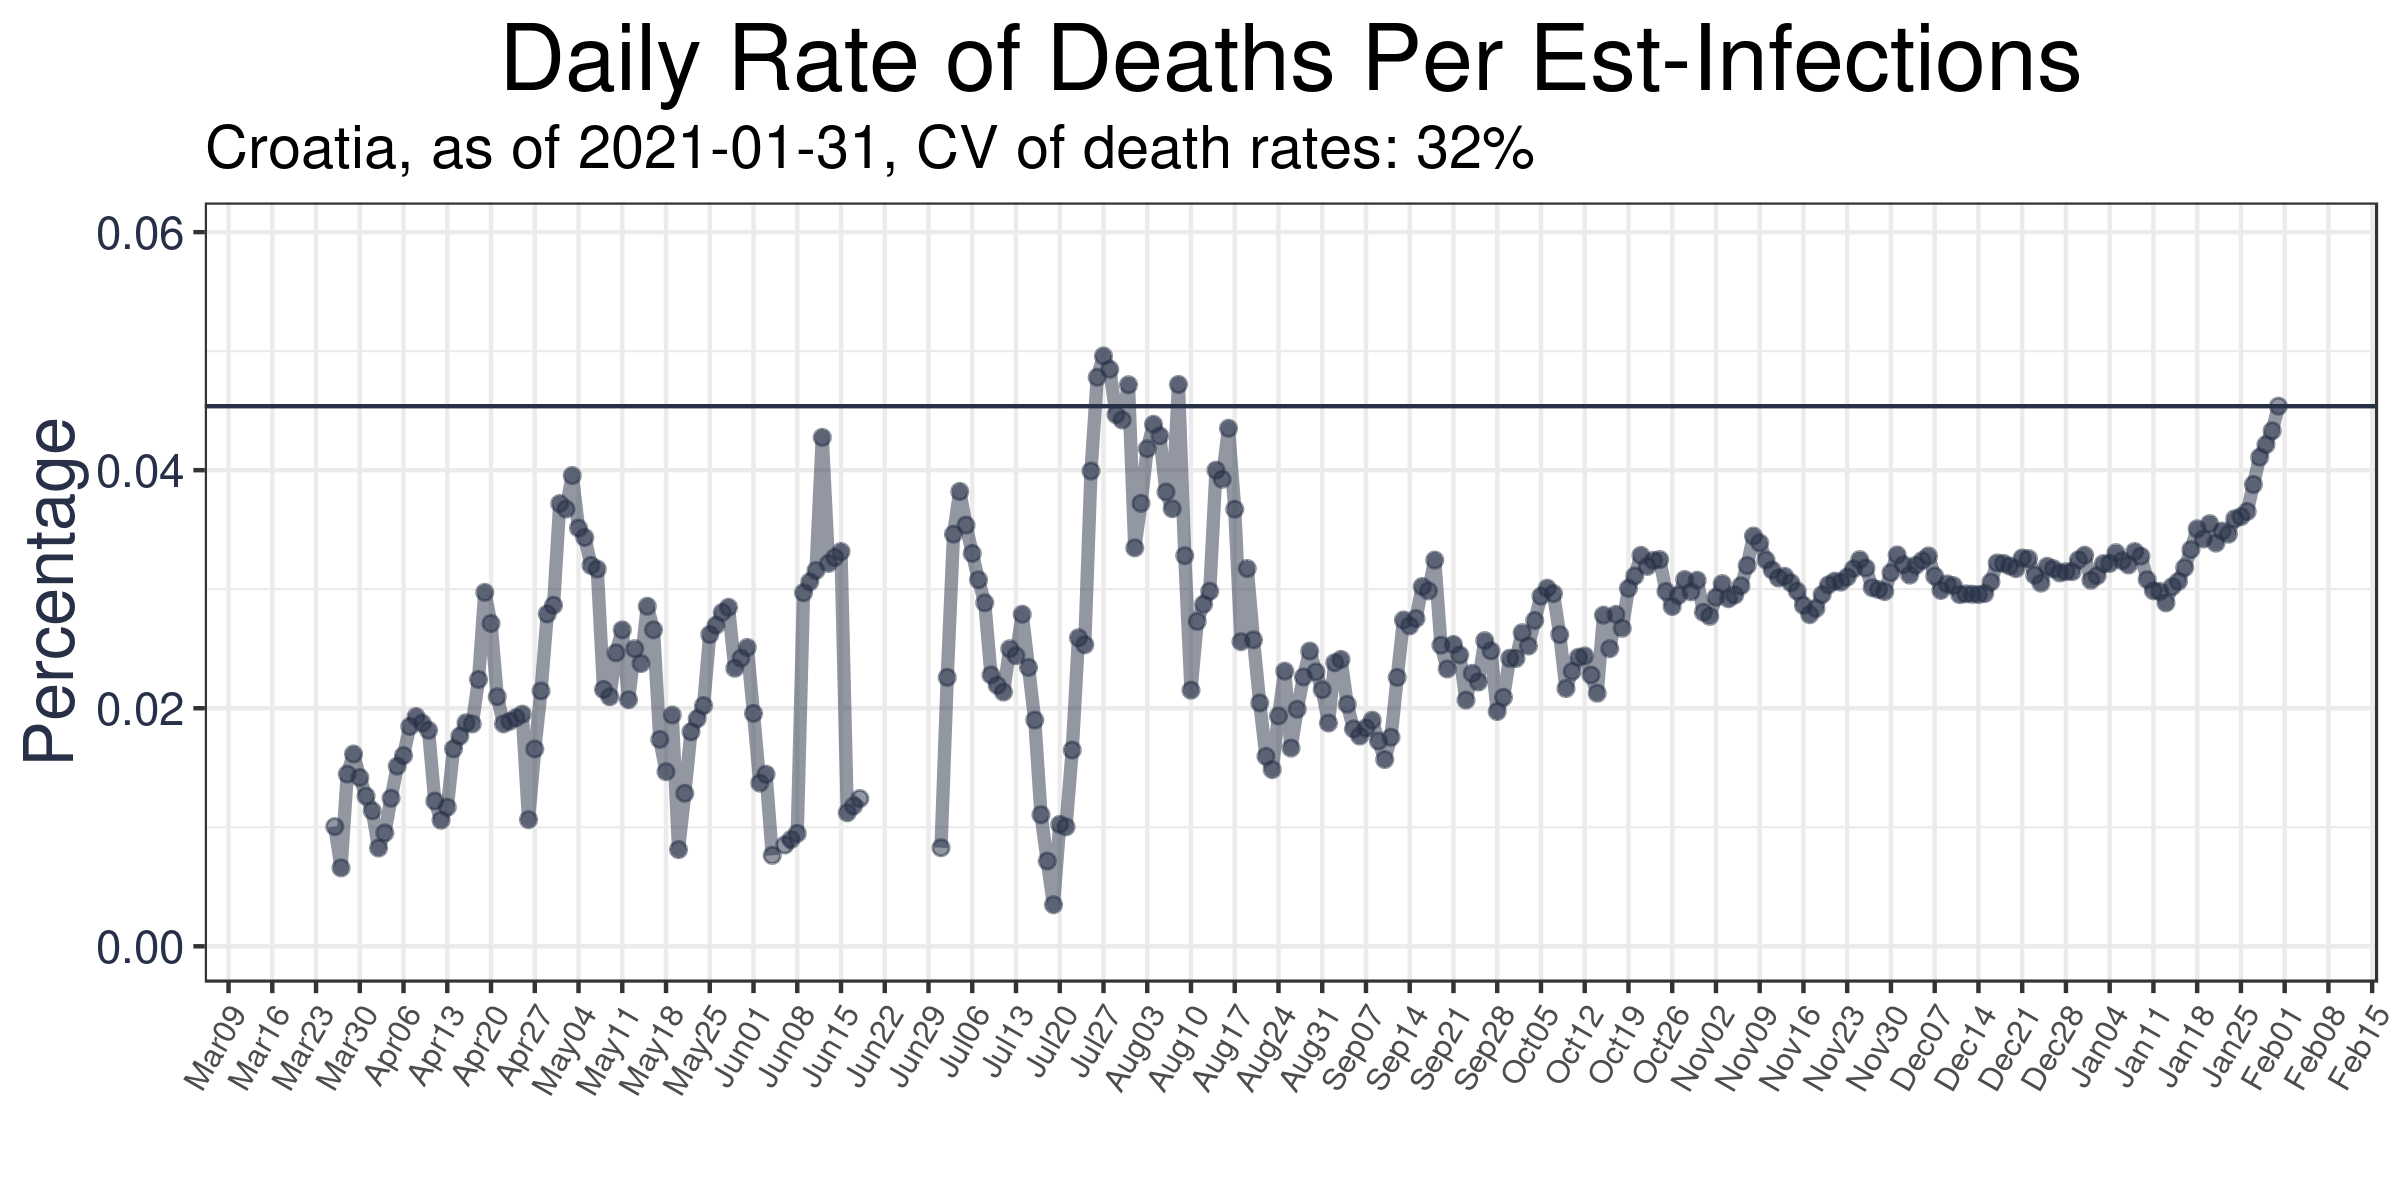 Daily Rate of Deaths Per Est-Infections
Croatia, as of 2021-01-31, CV of death rates: 32%
Percentage
0.06
0.04
0.02
0.00
Mar09
Mar16
Mar23
Mar30
Apr06
Apr13
Apr20
Apr27
May04
May11
May18
May25
Jun01
Jun08
Jun15
Jun22
Jun29
Jul06
Jul13
Jul20
Jul27
Aug03
Aug10
Aug17
Aug24
Aug31
Sep07
Sep14
Sep21
Sep28
Oct05
Oct12
Oct19
Oct26
Nov02
Nov09
Nov16
Nov23
Nov30
Dec07
Dec14
Dec21
Dec28
Jan04
Jan11
Jan18
Jan25
Feb01
Feb08
Feb15